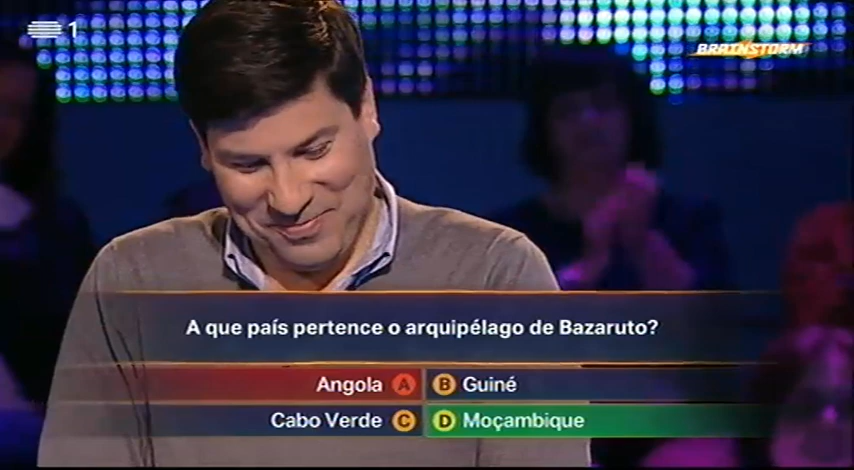 1
BRAINSTORM
A que país pertence o arquipélago de Bazaruto?
Angola A
B Guiné
Cabo Verde C
D Moçambique